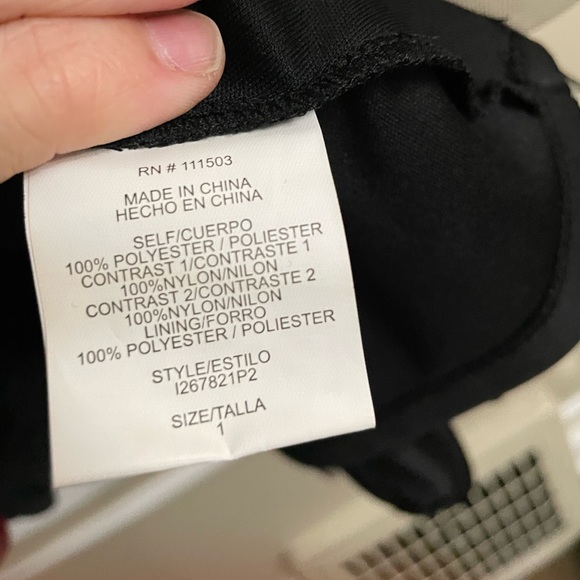 RN # 111503
MADE IN CHINA
HECHO EN CHINA
SELF/CUERPO
100% POLYESTER / POLIESTER
CONTRAST 1/CONTRASTE 1
100%NYLON/NILON
CONTRAST 2/CONTRASTE 2
100%NYLON/NILON
LINING/FORRO
100% POLYESTER / POLIESTER
STYLE/ESTILO
I267821P2
SIZE/TALLA
1